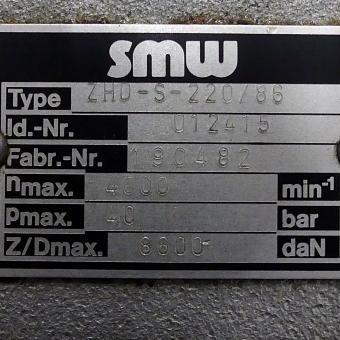 smw
Type ZHD-S-220/86
Id.-Nr. 012415
Fabr.-Nr. 190482
nmax. 4000 min-1
pmax. 40 bar
Z/Dmax. 8800 daN